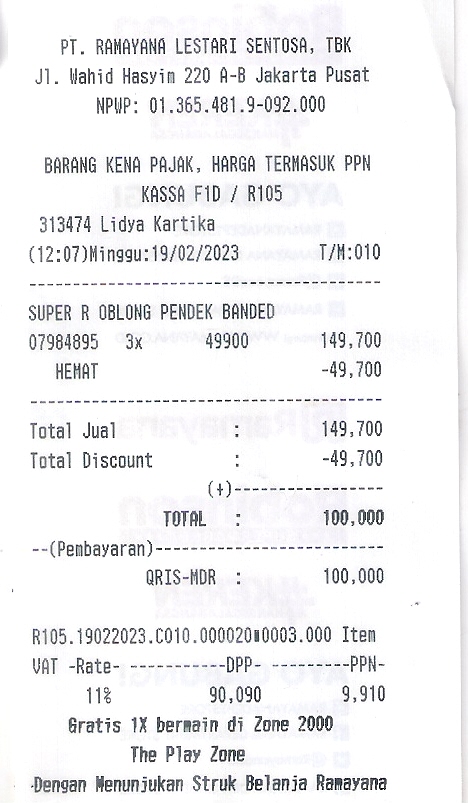 PT. RAMAYANA LESTARI SENTOSA, TBK
Jl. Wahid Hasyim 220 A-B Jakarta Pusat
NPWP: 01.365.481.9-092.000
BARANG KENA PAJAK, HARGA TERMASUK PPN
KASSA F1D / R105
313474 Lidya Kartika
(12:07)Minggu:19/02/2023 T/M:010
----------------------------------------
SUPER R OBLONG PENDEK BANDED
07984895 3x 49900 149,700
HEMAT -49,700
----------------------------------------
Total Jual : 149,700
Total Discount : -49,700
(+)-----------------
TOTAL : 100,000
--(Pembayaran)--------------------------
QRIS-MDR : 100,000
R105.19022023.C010.000020■0003.000 Item
VAT -Rate- -----------DPP- ---------PPN-
11% 90,090 9,910
Gratis 1X bermain di Zone 2000
The Play Zone
Dengan Menunjukan Struk Belanja Ramayana